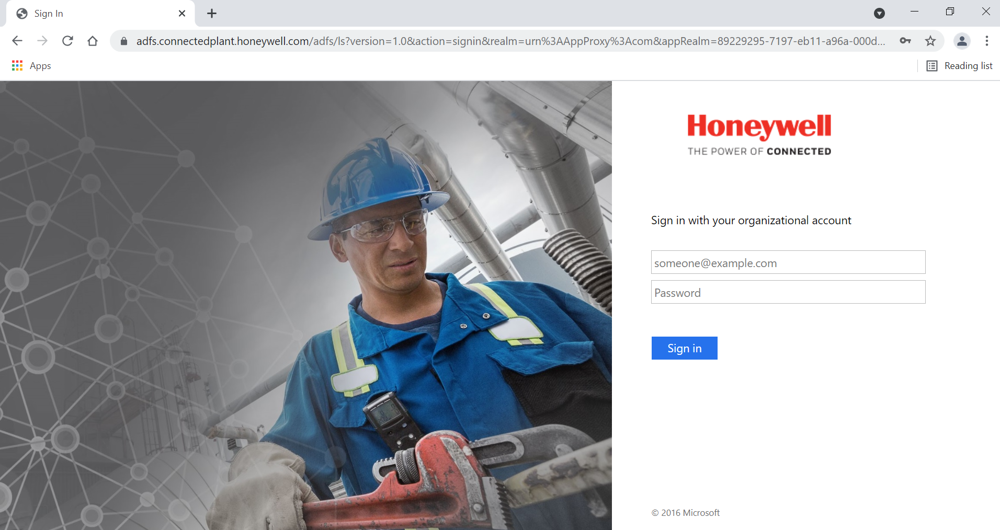 Sign In
adfs.connectedplant.honeywell.com/adfs/ls?version=1.0&action=signin&realm=urn%3AAppProxy%3Acom&appRealm=89229295-7197-eb11-a96a-000d...
Apps
Reading list
Honeywell
THE POWER OF CONNECTED
Sign in with your organizational account
someone@example.com
Password
Sign in
© 2016 Microsoft